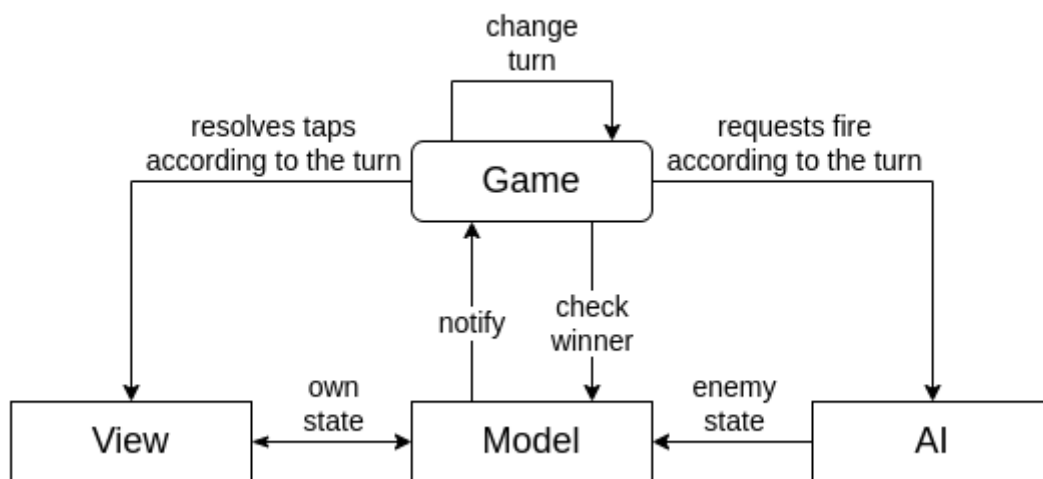 change
turn
resolves taps
according to the turn
requests fire
according to the turn
Game
notify
check
winner
own
state
enemy
state
View
Model
AI